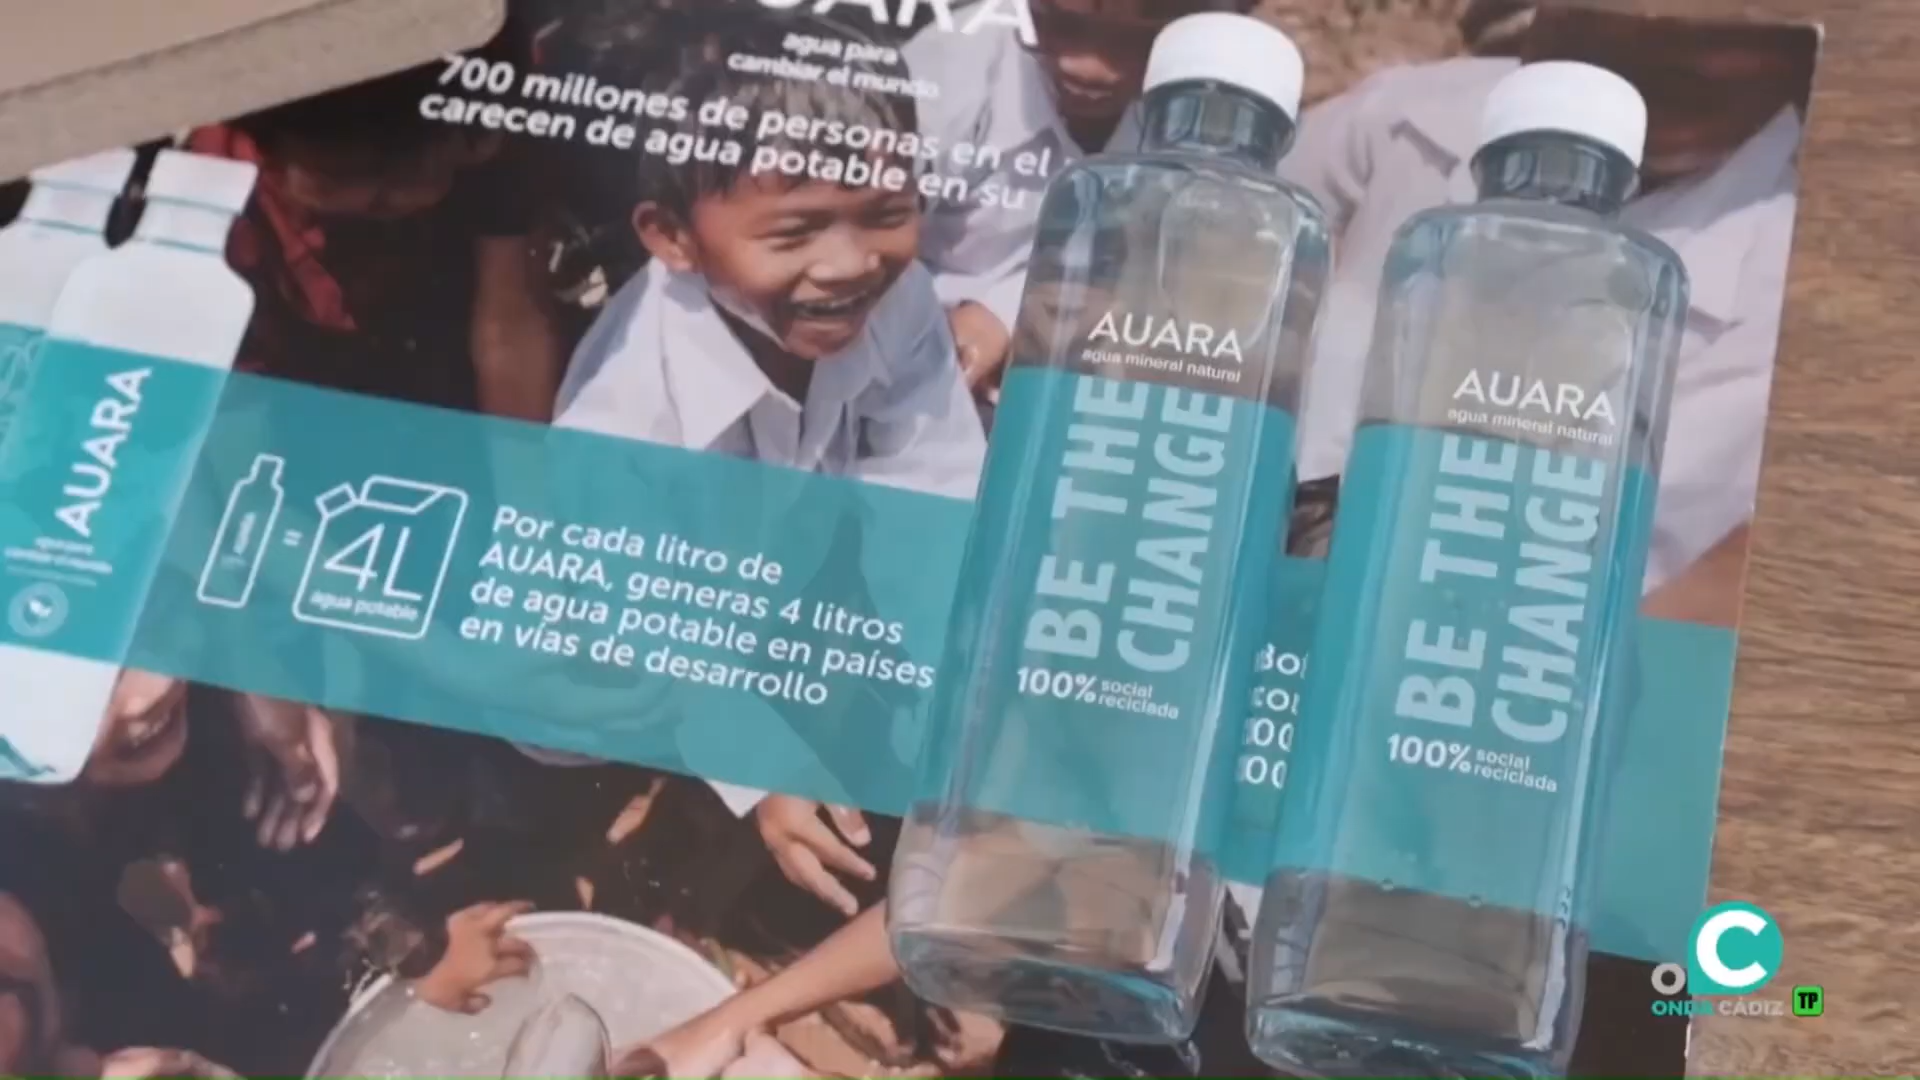 AUARA
agua para
cambiar el mundo
700 millones de personas en el
carecen de agua potable en su
AUARA
4L
agua potable
=
Por cada litro de
AUARA, generas 4 litros
de agua potable en países
en vías de desarrollo
AUARA
agua mineral natural
BE THE
CHANGE
100% social
reciclada
AUARA
agua mineral natural
BE THE
CHANGE
100% social
reciclada
C
ONDA CÁDIZ TP